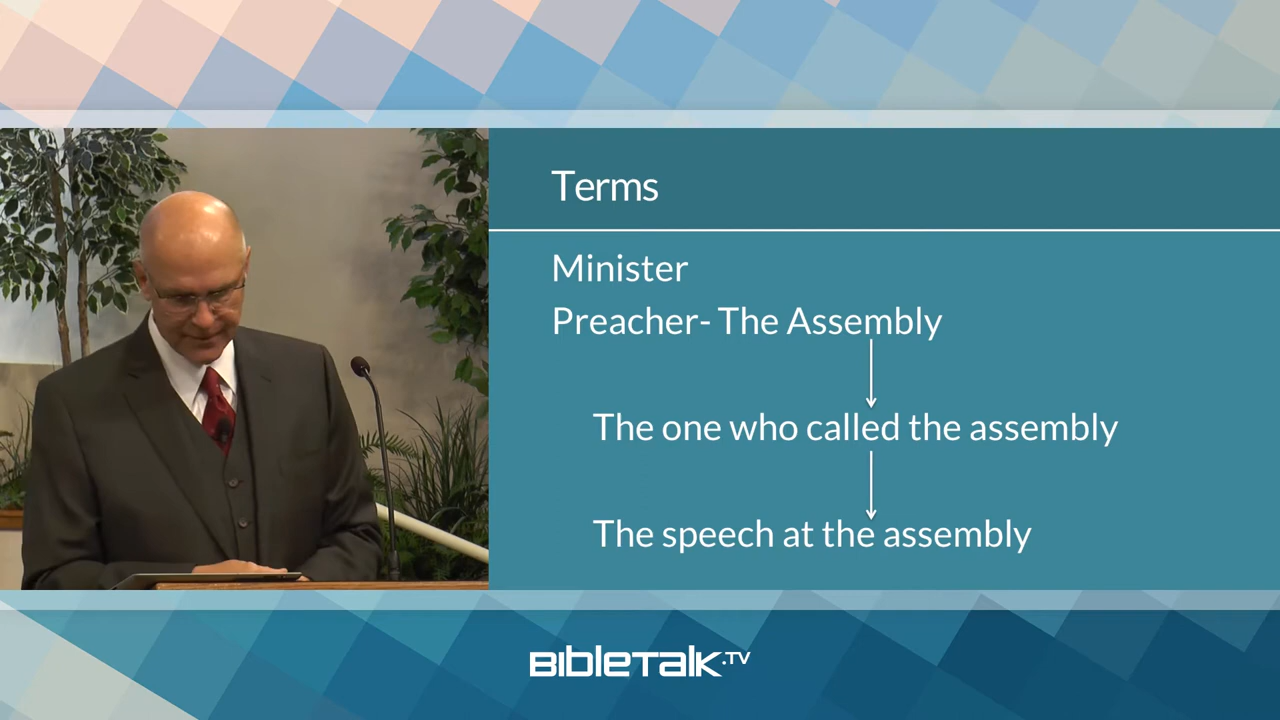 Terms
Minister
Preacher- The Assembly
The one who called the assembly
The speech at the assembly
BibleTalk.TV